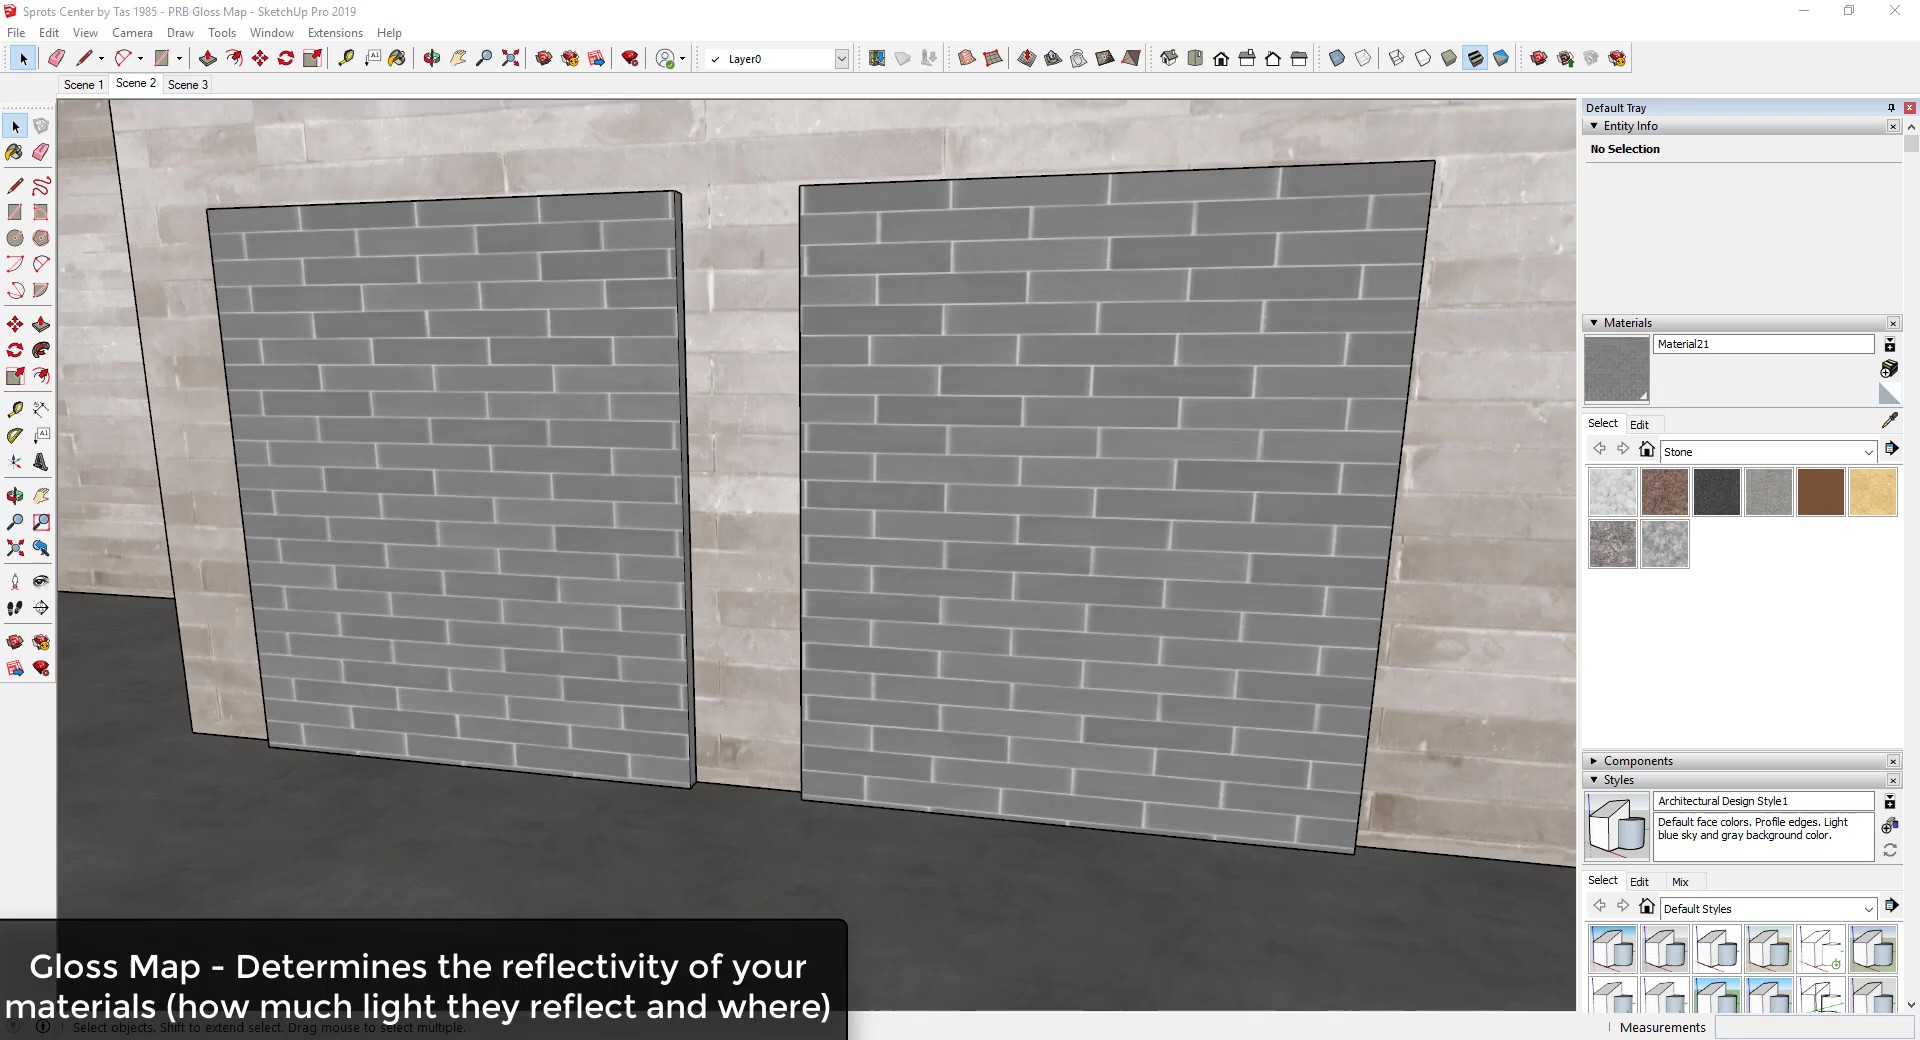 Sprots Center by Tas 1985 - PRB Gloss Map - SketchUp Pro 2019
File Edit View Camera Draw Tools Window Extensions Help
A1
Layer0
Scene 1 Scene 2 Scene 3
Default Tray
Entity Info
No Selection
A1
Materials
Material21
Select Edit
Stone
Components
Styles
Architectural Design Style1
Default face colors. Profile edges. Light
blue sky and gray background color.
Select Edit Mix
Default Styles
Gloss Map - Determines the reflectivity of your
materials (how much light they reflect and where)
Select objects. Shift to extend select. Drag mouse to select multiple.
Measurements